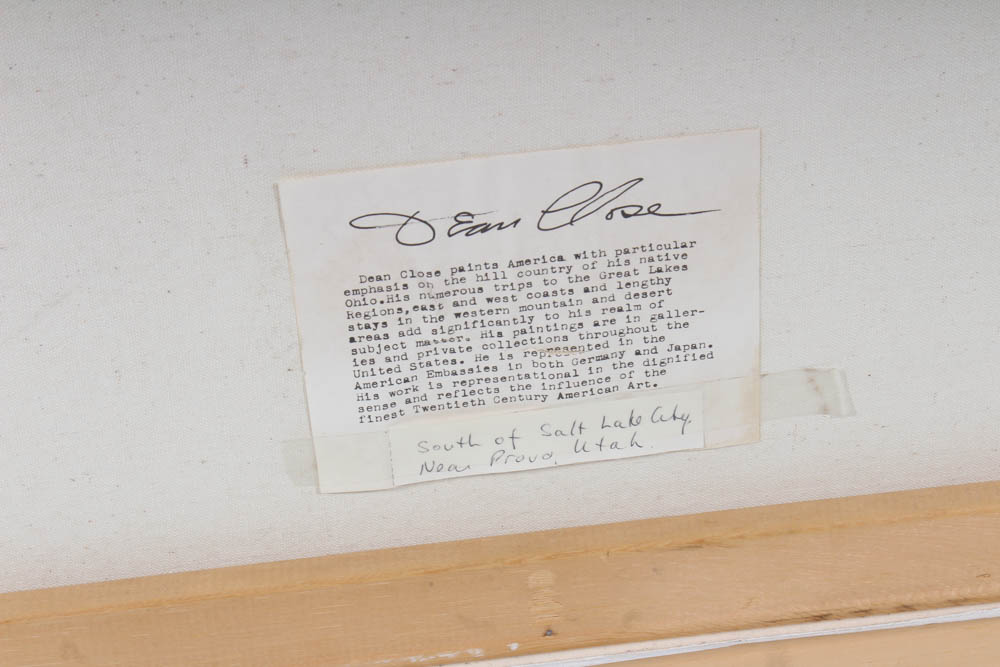 Dean Close
Dean Close paints America with particular
emphasis on the hill country of his native
Ohio.His numerous trips to the Great Lakes
Regions,east and west coasts and lengthy
stays in the western mountain and desert
areas add significantly to his realm of
subject matter. His paintings are in galler-
ies and private collections throughout the
United States. He is represented in the
American Embassies in both Germany and Japan.
His work is representational in the dignified
sense and reflects the influence of the
finest Twentieth Century American Art.
South of Salt Lake City,
Near Provo, Utah.